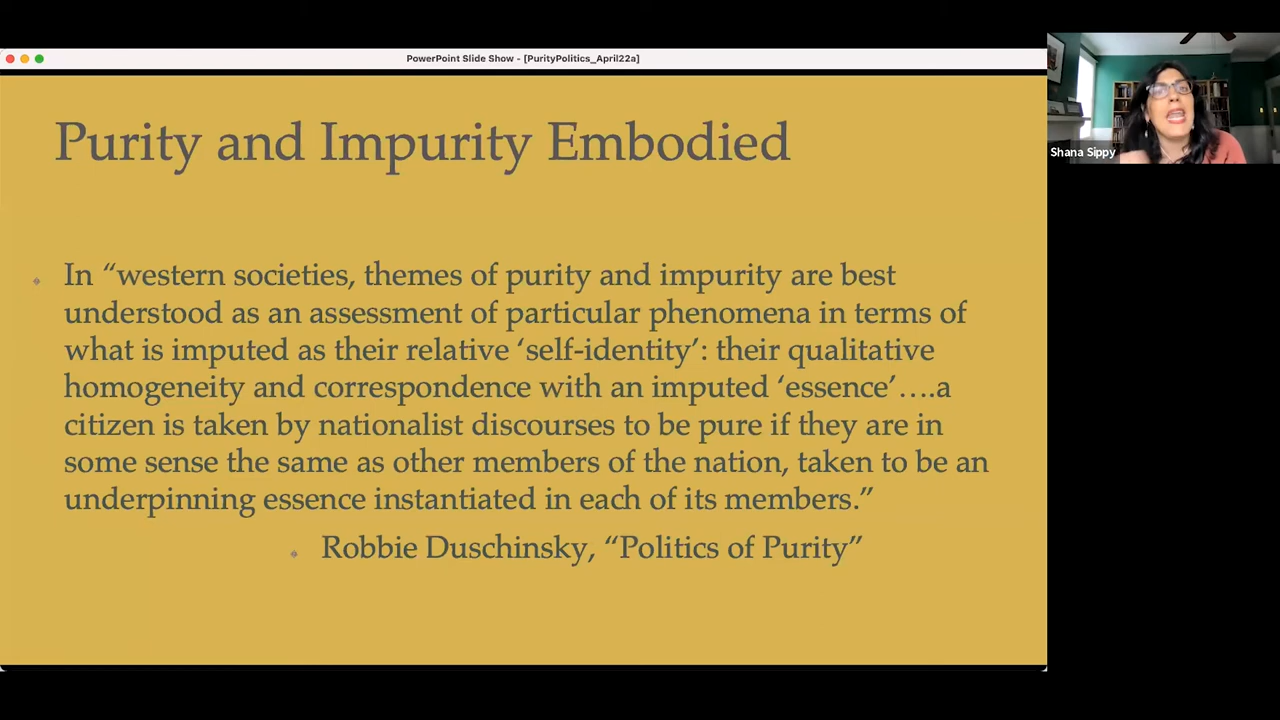 PowerPoint Slide Show - [PurityPolitics_April22a]
Purity and Impurity Embodied
In “western societies, themes of purity and impurity are best
understood as an assessment of particular phenomena in terms of
what is imputed as their relative ‘self-identity’: their qualitative
homogeneity and correspondence with an imputed ‘essence’….a
citizen is taken by nationalist discourses to be pure if they are in
some sense the same as other members of the nation, taken to be an
underpinning essence instantiated in each of its members.”
Robbie Duschinsky, “Politics of Purity”
Shana Sippy